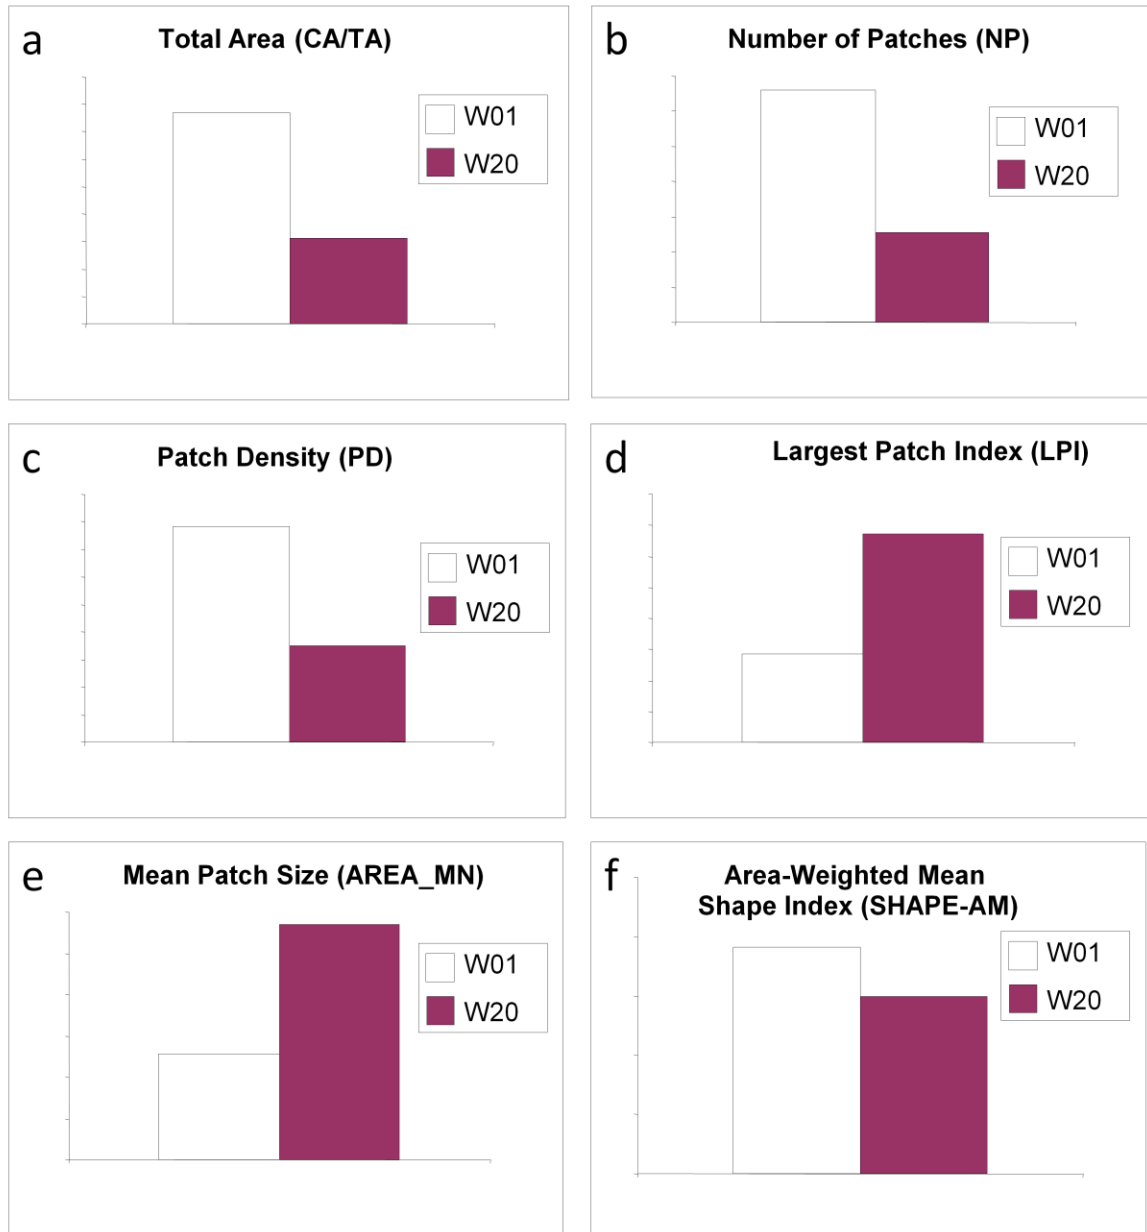 a
Total Area (CA/TA)
W01
W20
b
Number of Patches (NP)
W01
W20
c
Patch Density (PD)
W01
W20
d
Largest Patch Index (LPI)
W01
W20
e
Mean Patch Size (AREA_MN)
W01
W20
f
Area-Weighted Mean
Shape Index (SHAPE-AM)
W01
W20